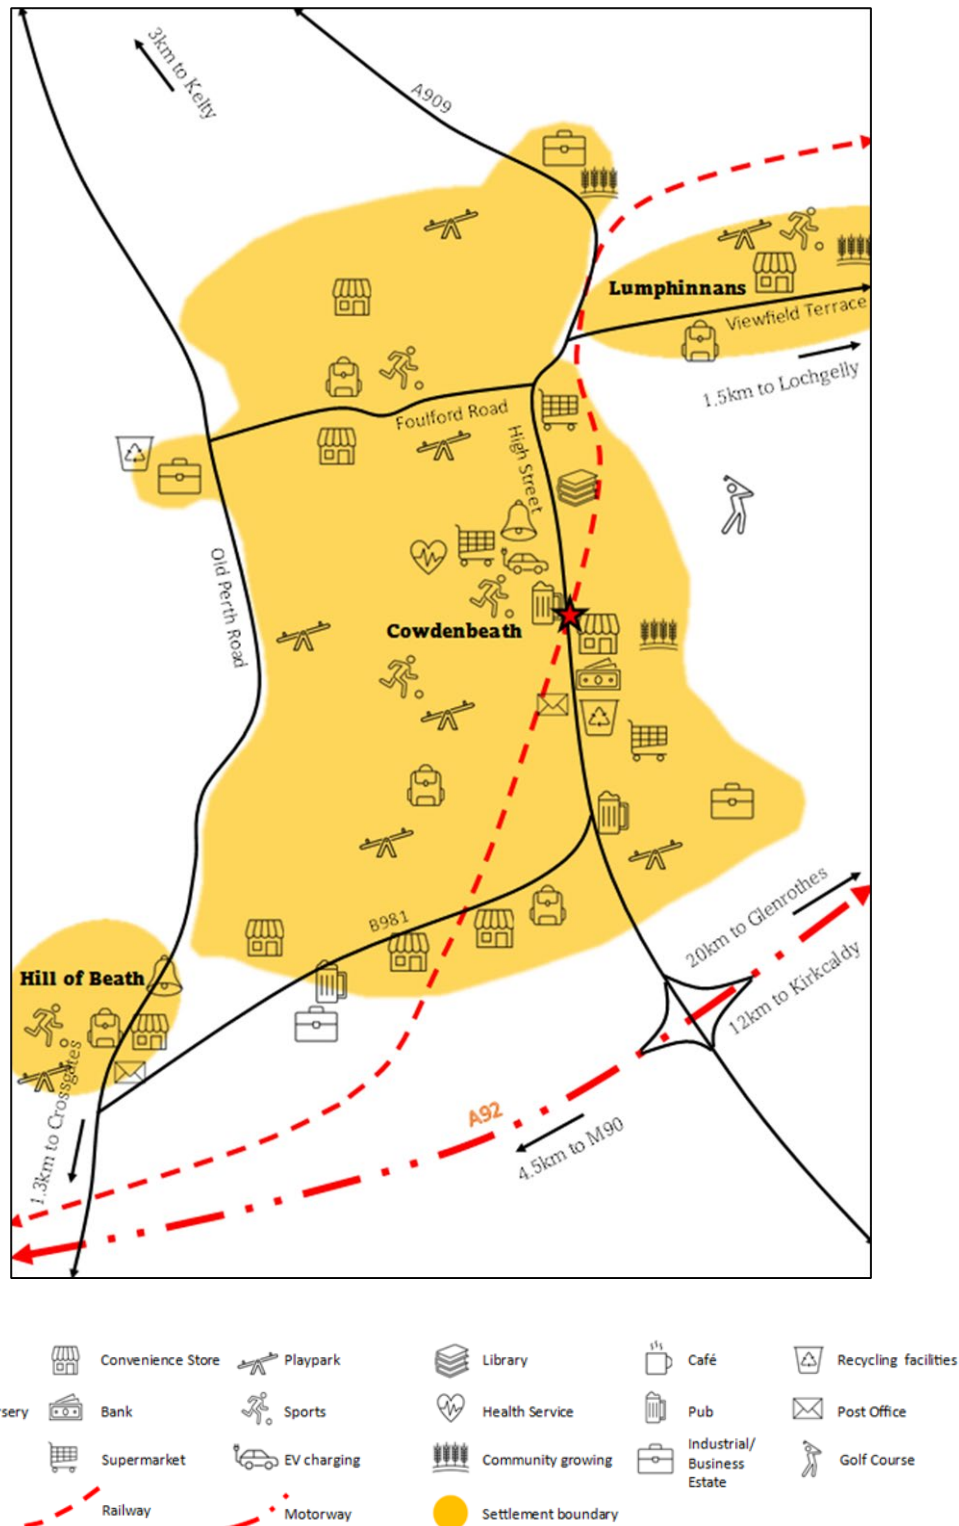 3km to Kelty
A909
Lumphinnans
Viewfield Terrace
1.5km to Lochgelly
Foulford Road
High Street
Old Perth Road
Cowdenbeath
B981
Hill of Beath
1.3km to Crossgates
20km to Glenrothes
12km to Kirkcaldy
A92
4.5km to M90
Convenience Store
Playpark
Library
Café
Recycling facilities
Bank
Sports
Health Service
Pub
Post Office
Supermarket
EV charging
Community growing
Industrial/
Business
Estate
Golf Course
Railway
Motorway
Settlement boundary